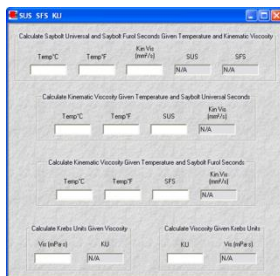 SUS SFS KU
Calculate Saybolt Universal and Saybolt Furol Seconds Given Temperature and Kinematic Viscosity
Temp°C Temp°F Kin Vis (mm²/s) SUS SFS
N/A N/A
Calculate Kinematic Viscosity Given Temperature and Saybolt Universal Seconds
Temp°C Temp°F SUS Kin Vis (mm²/s)
N/A
Calculate Kinematic Viscosity Given Temperature and Saybolt Furol Seconds
Temp°C Temp°F SFS Kin Vis (mm²/s)
N/A
Calculate Krebs Units Given Viscosity
Vis (mPa·s) KU
N/A
Calculate Viscosity Given Krebs Units
KU Vis (mPa·s)
N/A